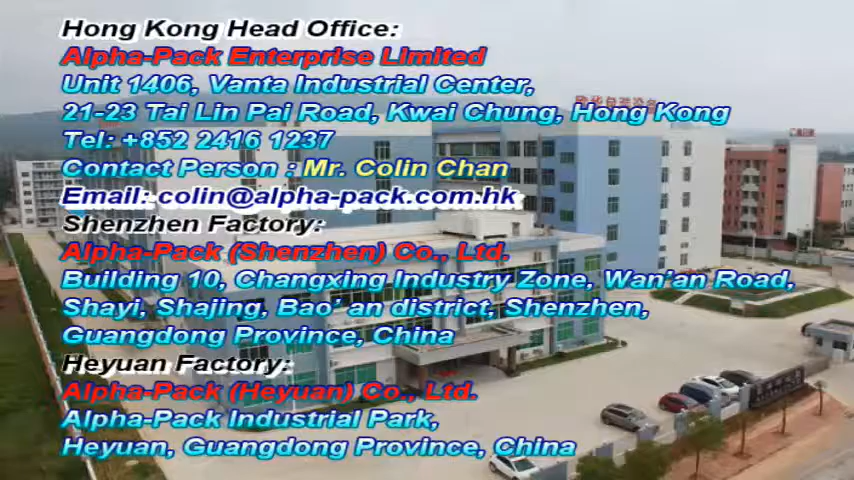 Hong Kong Head Office:
Alpha-Pack Enterprise Limited
Unit 1406, Vanta Industrial Center,
21-23 Tai Lin Pai Road, Kwai Chung, Hong Kong
Tel: +852 2416 1237
Contact Person : Mr. Colin Chan
Email: colin@alpha-pack.com.hk
Shenzhen Factory:
Alpha-Pack (Shenzhen) Co., Ltd.
Building 10, Changxing Industry Zone, Wan'an Road,
Shayi, Shajing, Bao' an district, Shenzhen,
Guangdong Province, China
Heyuan Factory:
Alpha-Pack (Heyuan) Co., Ltd.
Alpha-Pack Industrial Park,
Heyuan, Guangdong Province, China